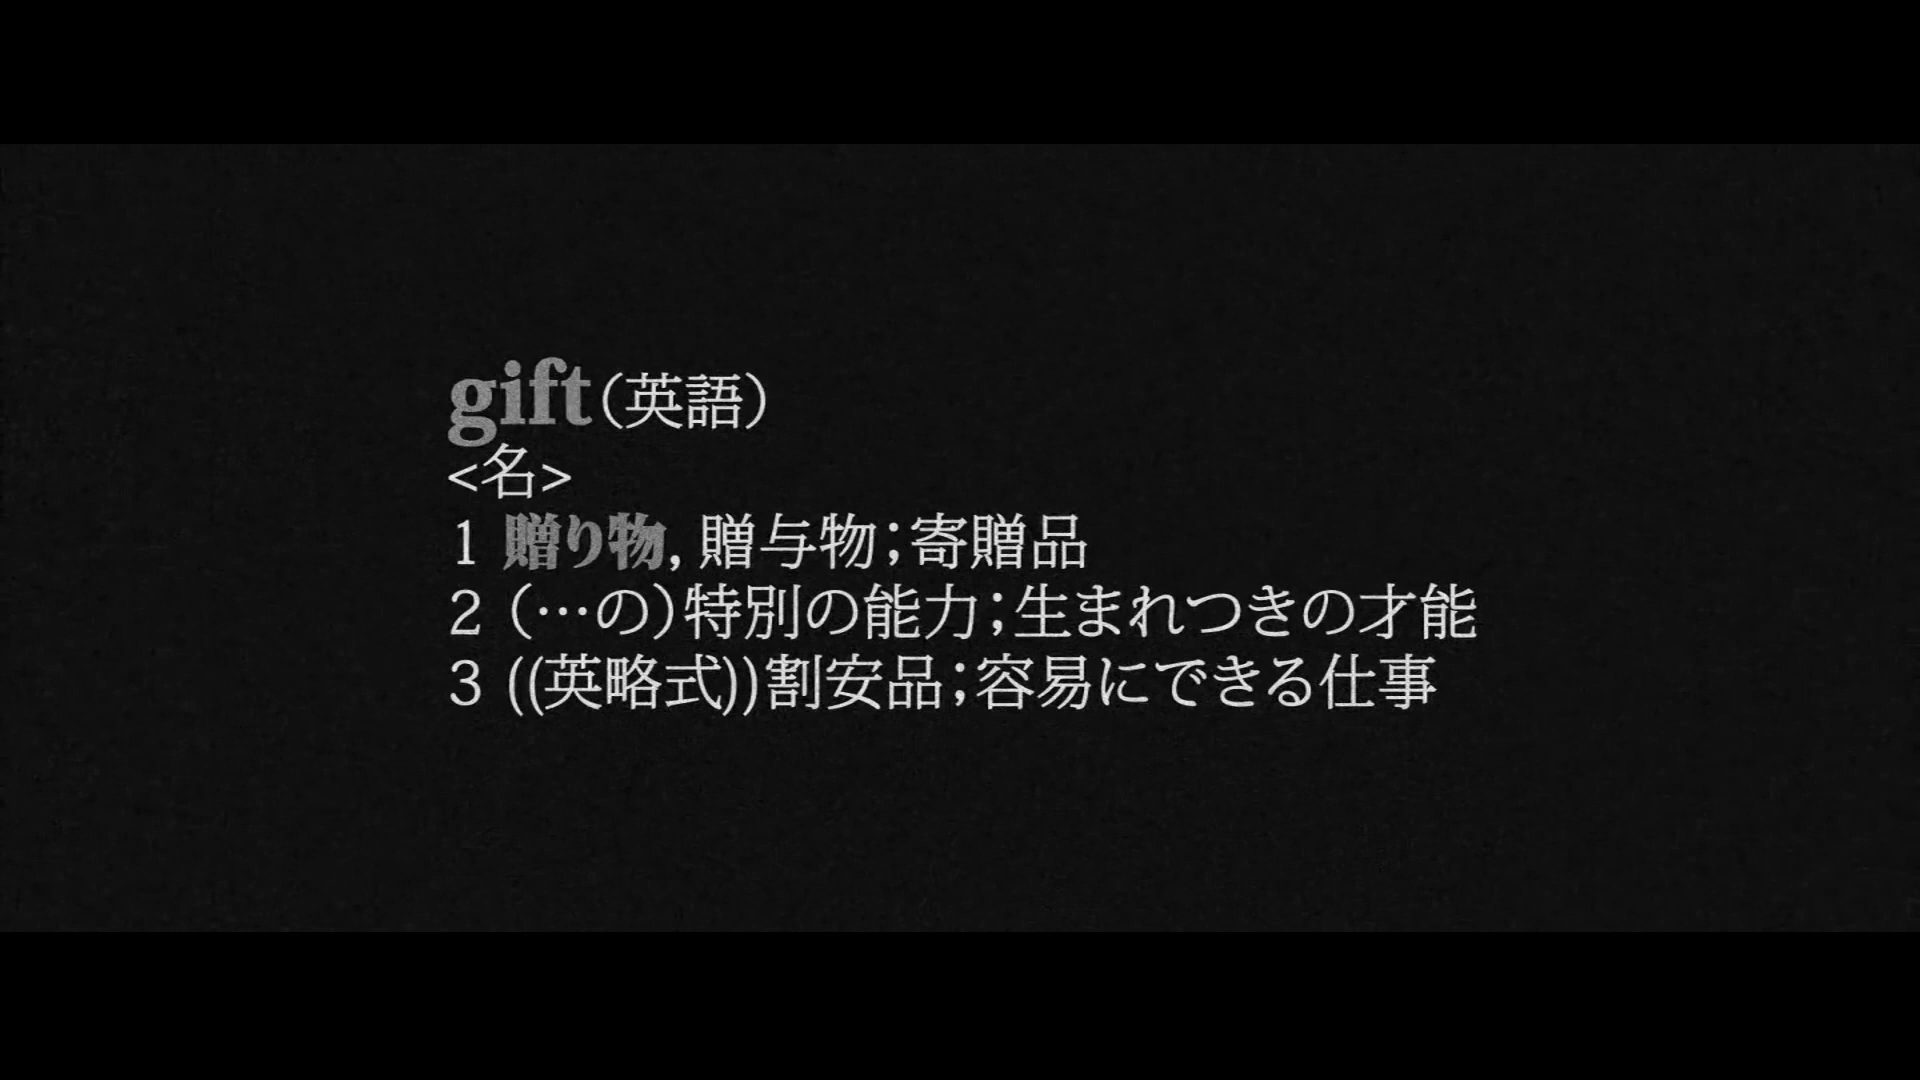 gift（英語）
<名>
1 贈り物, 贈与物；寄贈品
2（…の）特別の能力；生まれつきの才能
3 ((英略式))割安品；容易にできる仕事